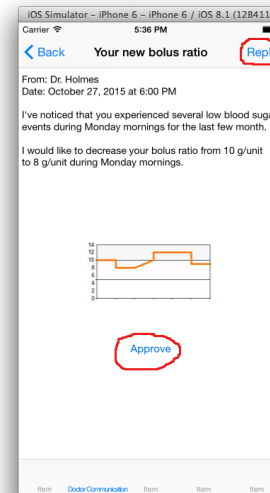 iOS Simulator - iPhone 6 - iPhone 6 / iOS 8.1 (12B411
Carrier 5:36 PM
Back Your new bolus ratio Repl
From: Dr. Holmes
Date: October 27, 2015 at 6:00 PM
I've noticed that you experienced several low blood suga
events during Monday mornings for the last few month.
I would like to decrease your bolus ratio from 10 g/unit
to 8 g/unit during Monday mornings.
14
12
10
8
6
4
2
0
Approve
Item Doctor Communication Item Item Item